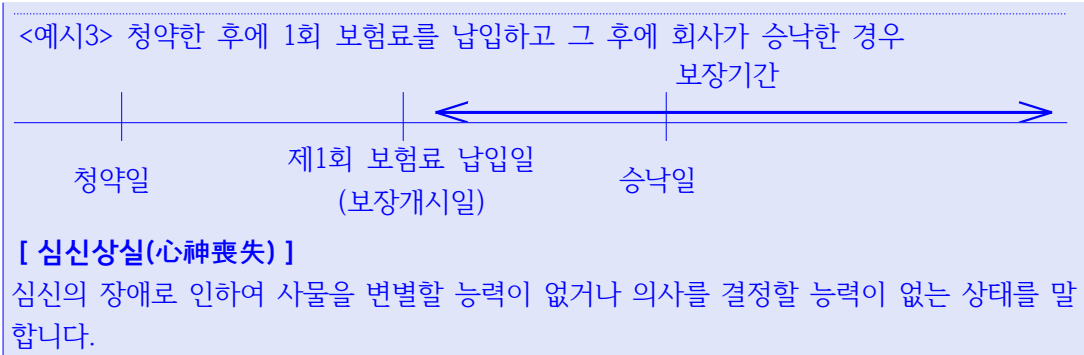 <예시3> 청약한 후에 1회 보험료를 납입하고 그 후에 회사가 승낙한 경우
보장기간
청약일
제1회 보험료 납입일
(보장개시일)
승낙일
[ 심신상실(心神喪失) ]
심신의 장애로 인하여 사물을 변별할 능력이 없거나 의사를 결정할 능력이 없는 상태를 말
합니다.